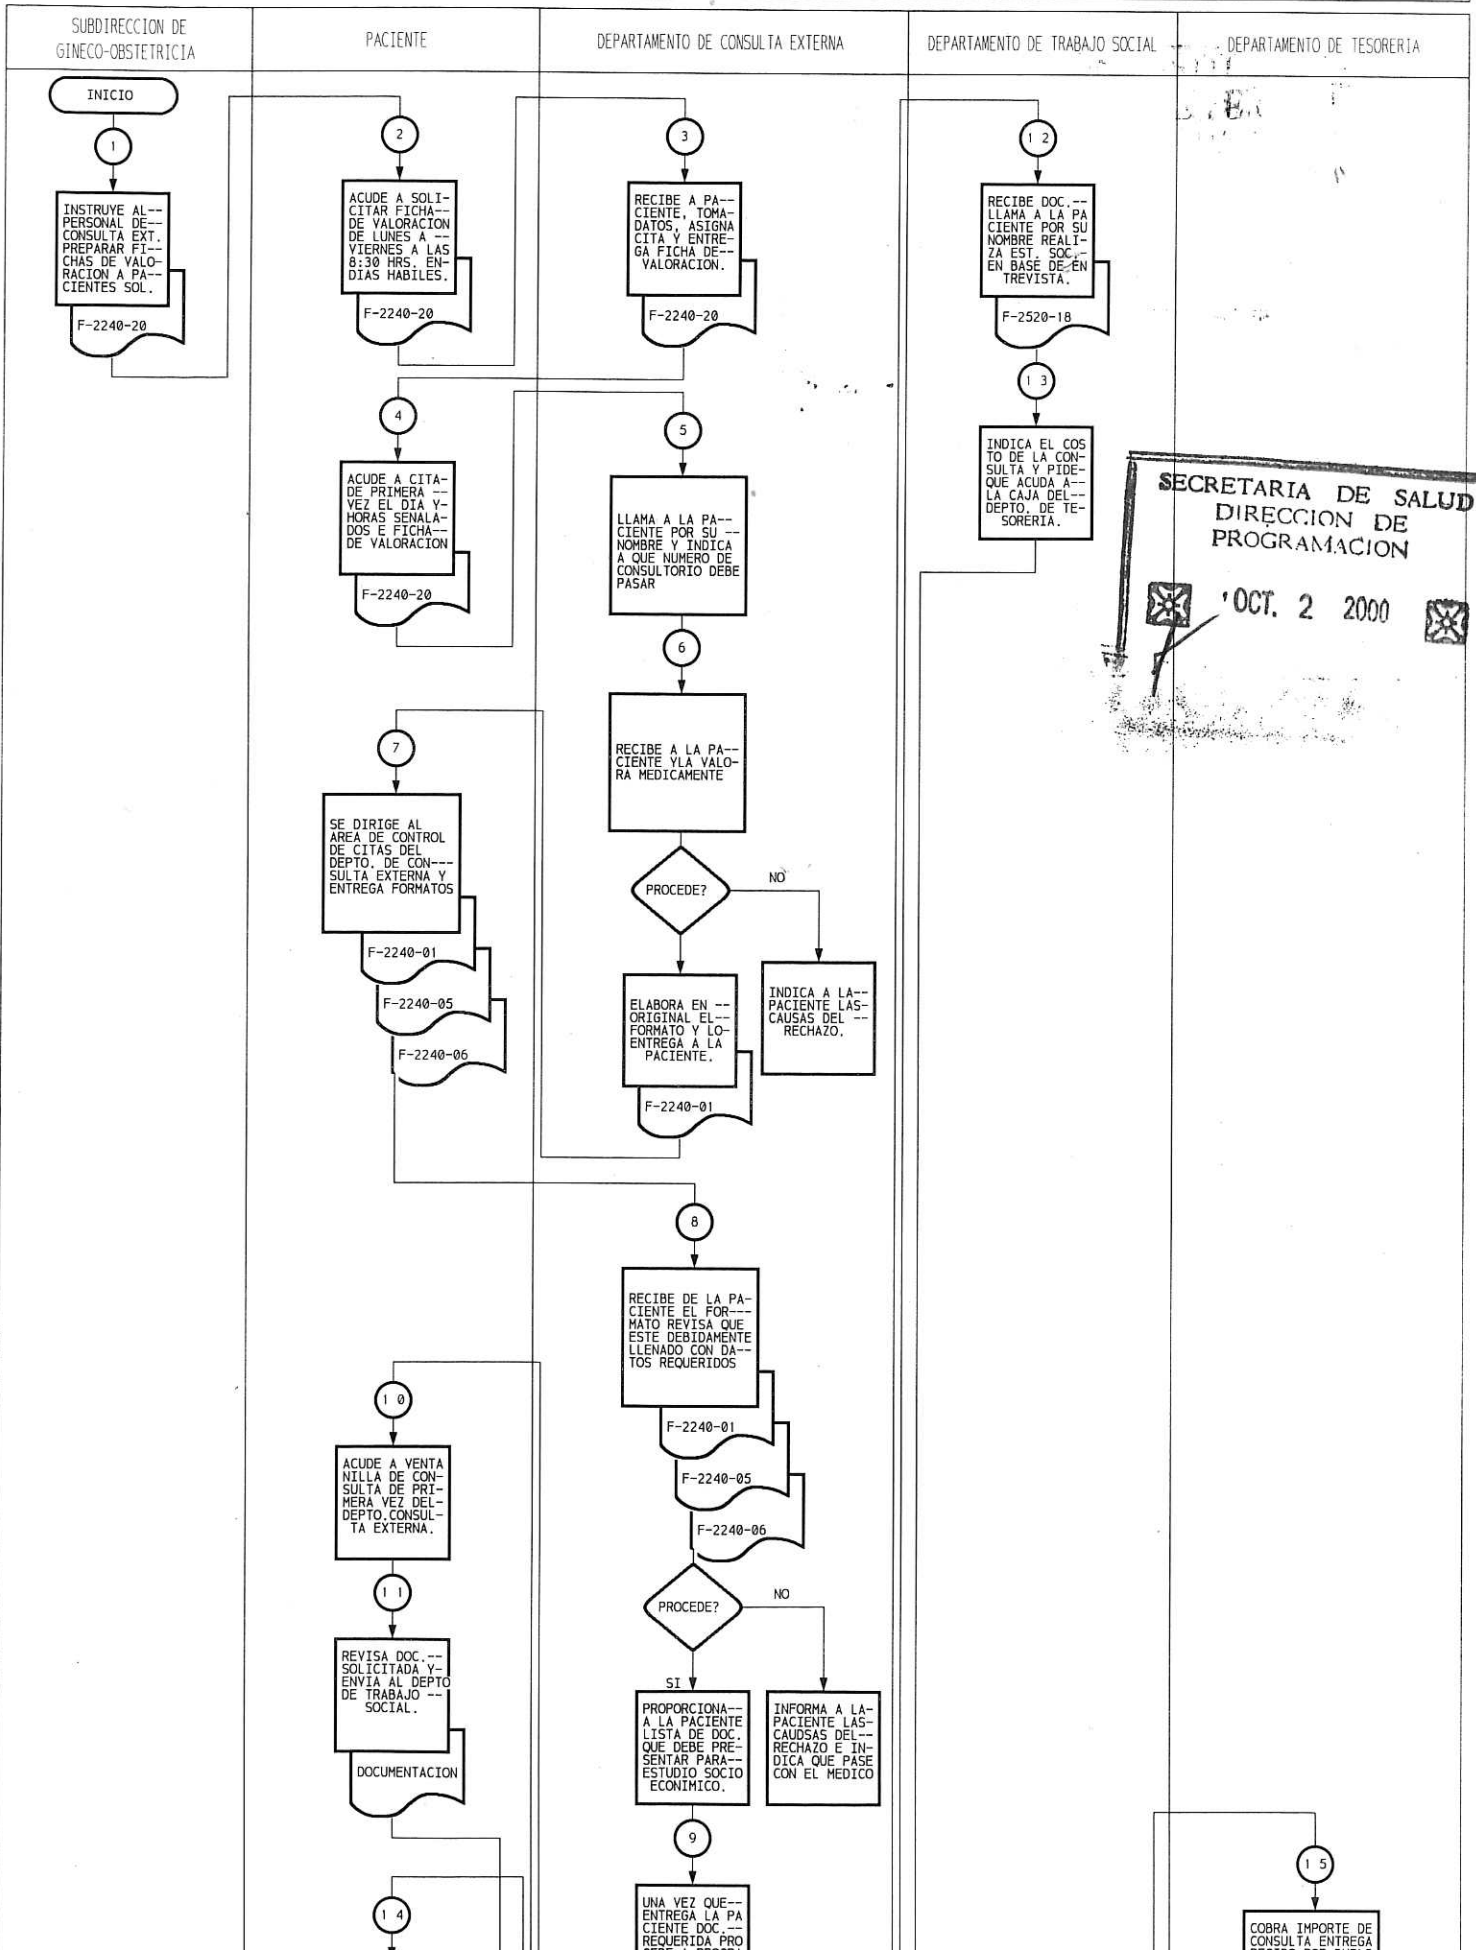 SUBDIRECCION DE
GINECO-OBSTETRICIA
PACIENTE
DEPARTAMENTO DE CONSULTA EXTERNA
DEPARTAMENTO DE TRABAJO SOCIAL
DEPARTAMENTO DE TESORERIA
INICIO
1
INSTRUYE AL--
PERSONAL DE--
CONSULTA EXT.
PREPARAR FI-
CHAS DE VALO-
RACION A PA--
CIENTES SOL.
F-2240-20
2
ACUDE A SOLI-
CITAR FICHA--
DE VALORACION
DE LUNES A --
VIERNES A LAS
8:30 HRS. EN-
DIAS HABILES.
F-2240-20
3
RECIBE A PA--
CIENTE, TOMA-
DATOS, ASIGNA
CITA Y ENTRE-
GA FICHA DE--
VALORACION.
F-2240-20
4
ACUDE A CITA-
DE PRIMERA --
VEZ EL DIA Y-
HORAS SENALA-
DOS E FICHA--
DE VALORACION
F-2240-20
5
LLAMA A LA PA--
CIENTE POR SU --
NOMBRE Y INDICA
A QUE NUMERO DE
CONSULTORIO DEBE
PASAR
6
RECIBE A LA PA--
CIENTE YLA VALO-
RA MEDICAMENTE
PROCEDE?
NO
INDICA A LA--
PACIENTE LAS-
CAUSAS DEL --
RECHAZO.
ELABORA EN --
ORIGINAL EL--
FORMATO Y LO-
ENTREGA A LA
PACIENTE.
F-2240-01
7
SE DIRIGE AL
AREA DE CONTROL
DE CITAS DEL
DEPTO. DE CON---
SULTA EXTERNA Y
ENTREGA FORMATOS
F-2240-01
F-2240-05
F-2240-06
8
RECIBE DE LA PA-
CIENTE EL FOR---
MATO REVISA QUE
ESTE DEBIDAMENTE
LLENADO CON DA--
TOS REQUERIDOS
F-2240-01
F-2240-05
F-2240-06
PROCEDE?
NO
SI
PROPORCIONA--
A LA PACIENTE
LISTA DE DOC.
QUE DEBE PRE-
SENTAR PARA--
ESTUDIO SOCIO
ECONIMICO.
INFORMA A LA-
PACIENTE LAS-
CAUDSAS DEL--
RECHAZO E IN-
DICA QUE PASE
CON EL MEDICO
9
UNA VEZ QUE--
ENTREGA LA PA
CIENTE DOC.--
REQUERIDA PRO
10
ACUDE A VENTA
NILLA DE CON-
SULTA DE PRI-
MERA VEZ DEL-
DEPTO.CONSUL-
TA EXTERNA.
11
REVISA DOC.--
SOLICITADA Y-
ENVIA AL DEPTO
DE TRABAJO --
SOCIAL.
DOCUMENTACION
14
12
RECIBE DOC.--
LLAMA A LA PA
CIENTE POR SU
NOMBRE REALI-
ZA EST. SOC.-
EN BASE DE EN
TREVISTA.
F-2520-18
13
INDICA EL COS
TO DE LA CON-
SULTA Y PIDE-
QUE ACUDA A--
LA CAJA DEL--
DEPTO. DE TE-
SORERIA.
SECRETARIA DE SALUD
DIRECCION DE
PROGRAMACION
OCT. 2 2000
15
COBRA IMPORTE DE
CONSULTA ENTREGA